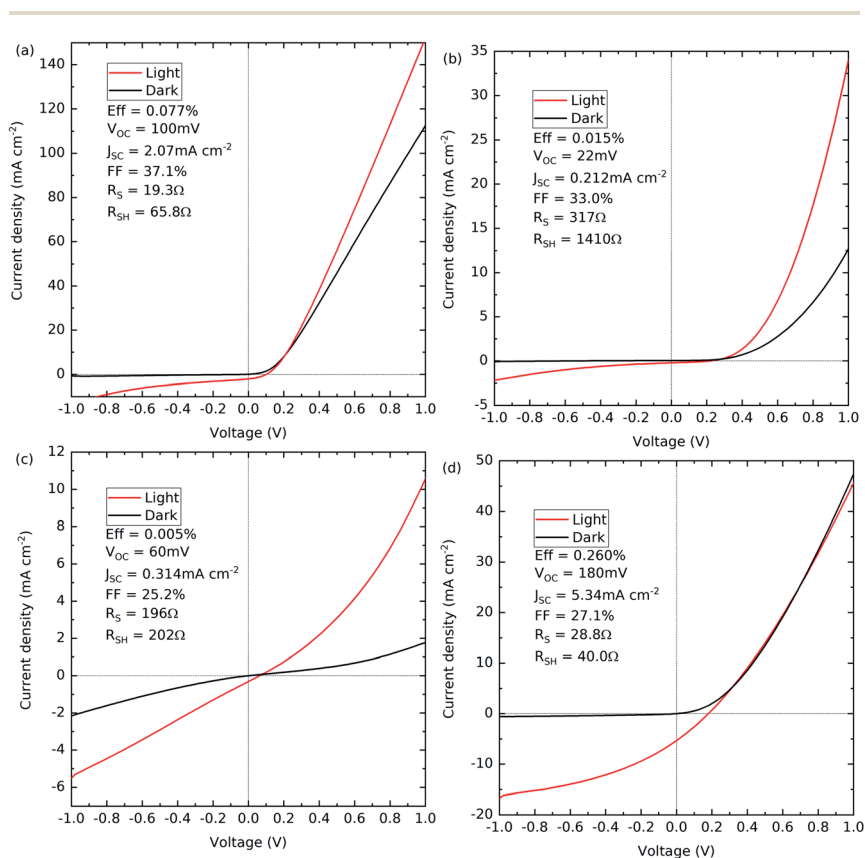 (a)
Light
Dark
Eff = 0.077%
V_OC = 100mV
J_SC = 2.07mA cm⁻²
FF = 37.1%
R_S = 19.3Ω
R_SH = 65.8Ω
Current density (mA cm⁻²)
140
120
100
80
60
40
20
0
-1.0 -0.8 -0.6 -0.4 -0.2 0.0 0.2 0.4 0.6 0.8 1.0
Voltage (V)
(b)
Light
Dark
Eff = 0.015%
V_OC = 22mV
J_SC = 0.212mA cm⁻²
FF = 33.0%
R_S = 317Ω
R_SH = 1410Ω
Current density (mA cm⁻²)
35
30
25
20
15
10
5
0
5
-1.0 -0.8 -0.6 -0.4 -0.2 0.0 0.2 0.4 0.6 0.8 1.0
Voltage (V)
(c)
Light
Dark
Eff = 0.005%
V_OC = 60mV
J_SC = 0.314mA cm⁻²
FF = 25.2%
R_S = 196Ω
R_SH = 202Ω
Current density (mA cm⁻²)
12
10
8
6
4
2
0
-2
-4
-6
-1.0 -0.8 -0.6 -0.4 -0.2 0.0 0.2 0.4 0.6 0.8 1.0
Voltage (V)
(d)
Light
Dark
Eff = 0.260%
V_OC = 180mV
J_SC = 5.34mA cm⁻²
FF = 27.1%
R_S = 28.8Ω
R_SH = 40.0Ω
Current density (mA cm⁻²)
50
40
30
20
10
0
-10
-20
-1.0 -0.8 -0.6 -0.4 -0.2 0.0 0.2 0.4 0.6 0.8 1.0
Voltage (V)